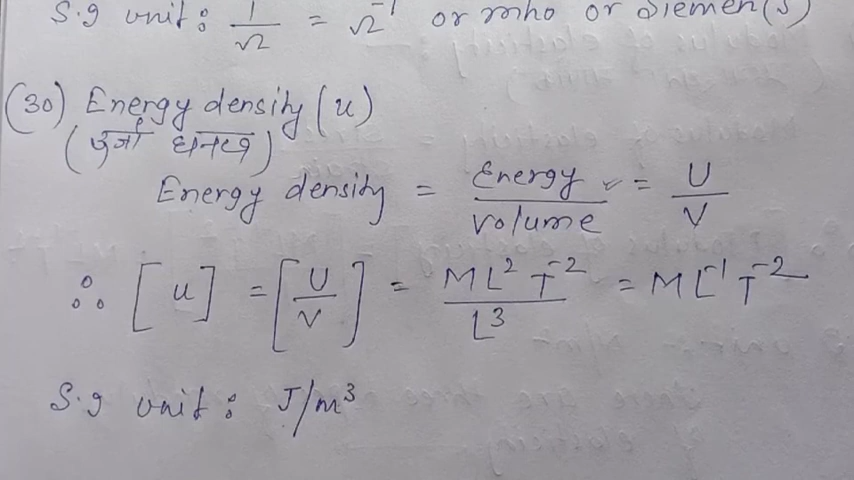 S.I unit: 1/Ω = Ω⁻¹ or mho or Siemen(S)
(30) Energy density (u)
(ऊर्जा घनत्व)
Energy density = Energy/Volume = U/V
∴ [u] = [U/V] = ML² T⁻²/L³ = ML⁻¹T⁻²
S.I unit: J/m³